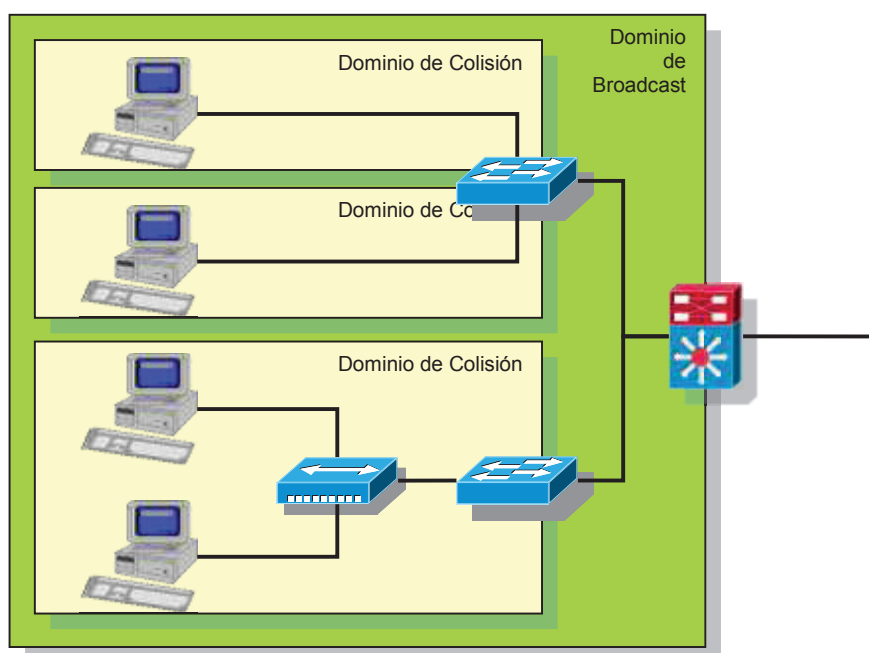 Dominio de Colisión
Dominio
de
Broadcast
Dominio de Co
Dominio de Colisión